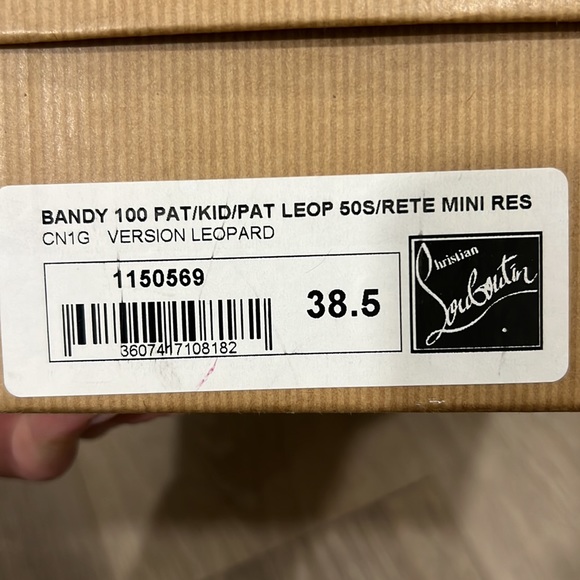 BANDY 100 PAT/KID/PAT LEOP 50S/RETE MINI RES
CN1G VERSION LEOPARD
1150569
38.5
3607417108182
Christian
Louboutin